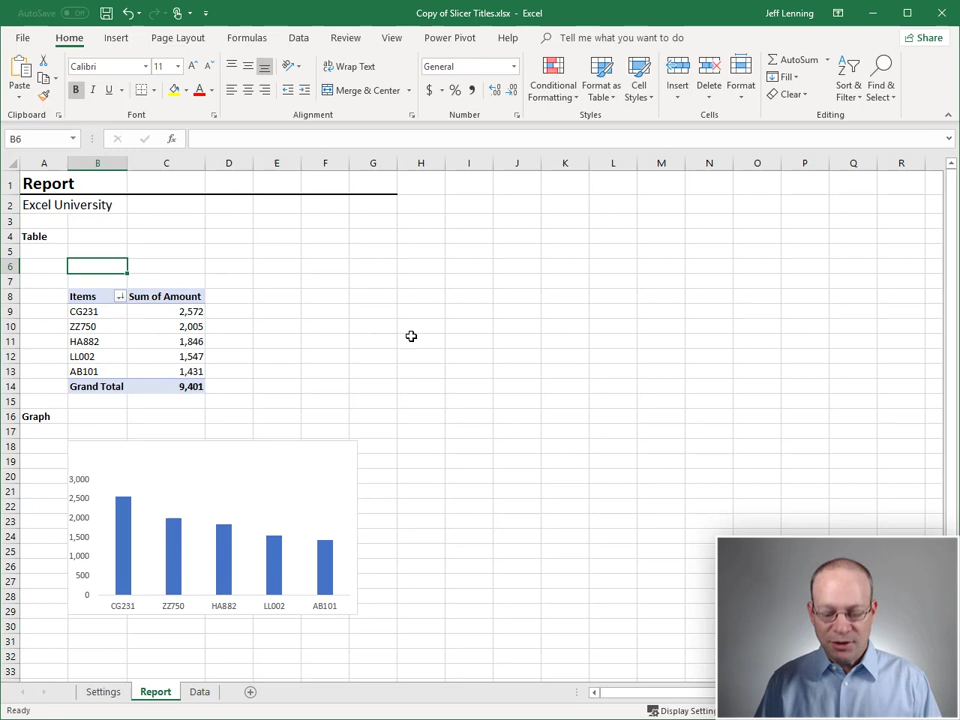 AutoSave Off Copy of Slicer Titles.xlsx - Excel Jeff Lenning
File Home Insert Page Layout Formulas Data Review View Power Pivot Help Tell me what you want to do Share
Paste Calibri 11 A A Wrap Text General Conditional Formatting Format as Table Cell Styles Insert Delete Format AutoSum Fill Clear Sort & Filter Find & Select
B I U A Merge & Center $ % ,
Clipboard Font Alignment Number Styles Cells Editing
B6 fx
A B C D E F G H I J K L M N O P Q R
1 Report
2 Excel University
3
4 Table
5
6
7
8 Items Sum of Amount
9 CG231 2,572
10 ZZ750 2,005
11 HA882 1,846
12 LL002 1,547
13 AB101 1,431
14 Grand Total 9,401
15
16 Graph
17
18
19
20 3,000
21 2,500
22
23 2,000
24 1,500
25 1,000
26
27 500
28 0
29 CG231 ZZ750 HA882 LL002 AB101
30
31
32
33
Settings Report Data
Ready Display Settin